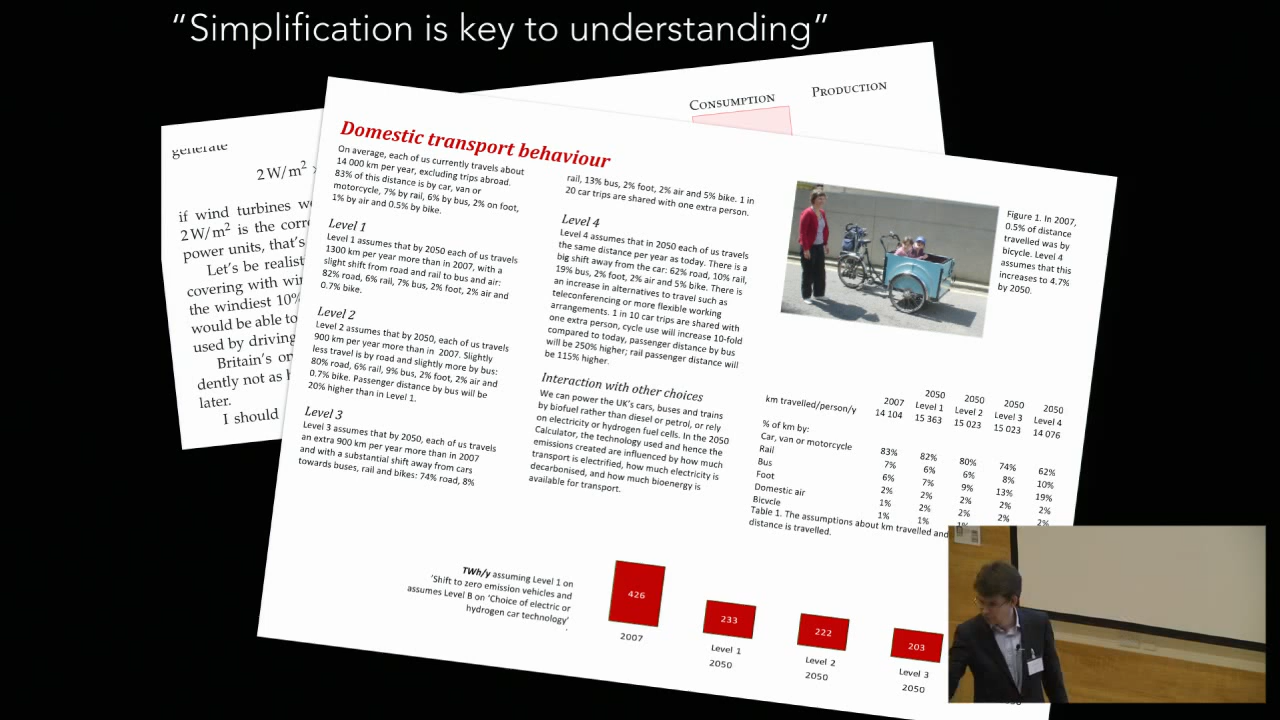 “Simplification is key to understanding”
generate
2 W/m²
if wind turbines
2 W/m² is the
power units, that's
Let's be realist
covering with
the windiest 10%
would be able to
used by driving
Britain's
dently not as
later.
I should
CONSUMPTION
PRODUCTION
Domestic transport behaviour
On average, each of us currently travels about
14 000 km per year, excluding trips abroad.
83% of this distance is by car, van or
motorcycle, 7% by rail, 6% by bus, 2% on foot,
1% by air and 0.5% by bike.
Level 1
Level 1 assumes that by 2050 each of us travels
1300 km per year more than in 2007, with a
slight shift from road and rail to bus and air:
82% road, 6% rail, 7% bus, 2% foot, 2% air and
0.7% bike.
Level 2
Level 2 assumes that by 2050 each of us travels
900 km per year more than in 2007. Slightly
less travel is by road and slightly more by bus:
80% road, 6% rail, 9% bus, 2% foot, 2% air and
0.7% bike. Passenger distance by bus will be
20% higher than in Level 1.
Level 3
Level 3 assumes that by 2050, each of us travels
an extra 900 km per year more than in 2007
and with a substantial shift away from cars
towards buses, rail and bikes: 74% road, 8%
rail, 13% bus, 2% foot, 2% air and 5% bike. 1 in
20 car trips are shared with one extra person.
Level 4
Level 4 assumes that in 2050 each of us travels
the same distance per year as today. There is a
big shift away from the car: 62% road, 10% rail,
19% bus, 2% foot, 2% air and 5% bike. There is
an increase in alternatives to travel such as
teleconferencing or more flexible working
arrangements. 1 in 10 car trips are shared with
one extra person, cycle use will increase 10-fold
compared to today, passenger distance by bus
will be 250% higher; rail passenger distance will
be 115% higher.
Interaction with other choices
We can power the UK's cars, buses and trains
by biofuel rather than diesel or petrol, or rely
on electricity or hydrogen fuel cells. In the 2050
Calculator, the technology used and hence the
emissions created are influenced by how much
transport is electrified, how much electricity is
decarbonised, and how much bioenergy is
available for transport.
Figure 1. In 2007,
0.5% of distance
travelled was by
bicycle. Level 4
assumes that this
increases to 4.7%
by 2050.
2050 2050 2050 2050
km travelled/person/y 2007 Level 1 Level 2 Level 3 Level 4
14 104 15 363 15 023 15 023 14 076
% of km by:
Car, van or motorcycle 83% 82% 80% 74% 62%
Rail 7% 6% 6% 8% 10%
Bus 6% 7% 9% 13% 19%
Foot 2% 2% 2% 2% 2%
Domestic air 1% 2% 2% 2% 2%
Bicycle 1% 1% 1%
Table 1. The assumptions about km travelled and
distance is travelled.
TWh/y assuming Level 1 on
‘Shift to zero emission vehicles and
assumes Level B on ‘Choice of electric or
hydrogen car technology’
.
426
233
222
203
2007
Level 1
2050
Level 2
2050
Level 3
2050